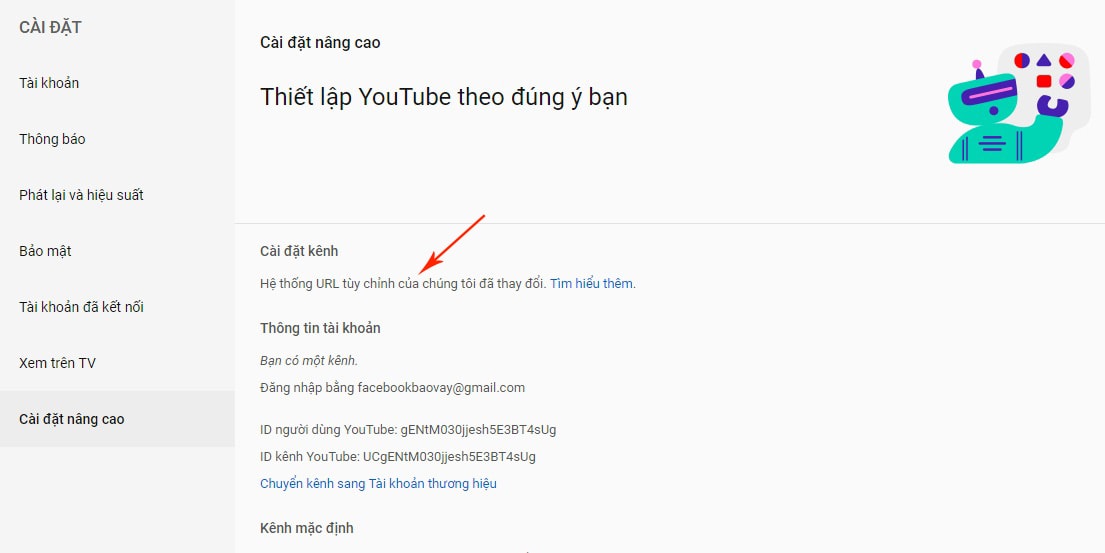 CÀI ĐẶT
Tài khoản
Thông báo
Phát lại và hiệu suất
Bảo mật
Tài khoản đã kết nối
Xem trên TV
Cài đặt nâng cao
Cài đặt nâng cao
Thiết lập YouTube theo đúng ý bạn
Cài đặt kênh
Hệ thống URL tùy chỉnh của chúng tôi đã thay đổi. Tìm hiểu thêm.
Thông tin tài khoản
Bạn có một kênh.
Đăng nhập bằng facebookbaovay@gmail.com
ID người dùng YouTube: gENtM030jjesh5E3BT4sUg
ID kênh YouTube: UCgENtM030jjesh5E3BT4sUg
Chuyển kênh sang Tài khoản thương hiệu
Kênh mặc định